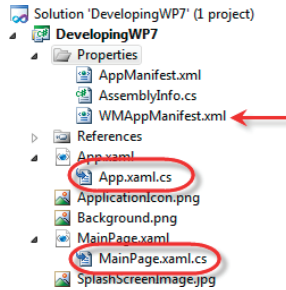 Solution 'DevelopingWP7' (1 project)
DevelopingWP7
Properties
AppManifest.xml
AssemblyInfo.cs
WMAppManifest.xml
References
App.xaml
App.xaml.cs
ApplicationIcon.png
Background.png
MainPage.xaml
MainPage.xaml.cs
SplashScreenImage.jpg